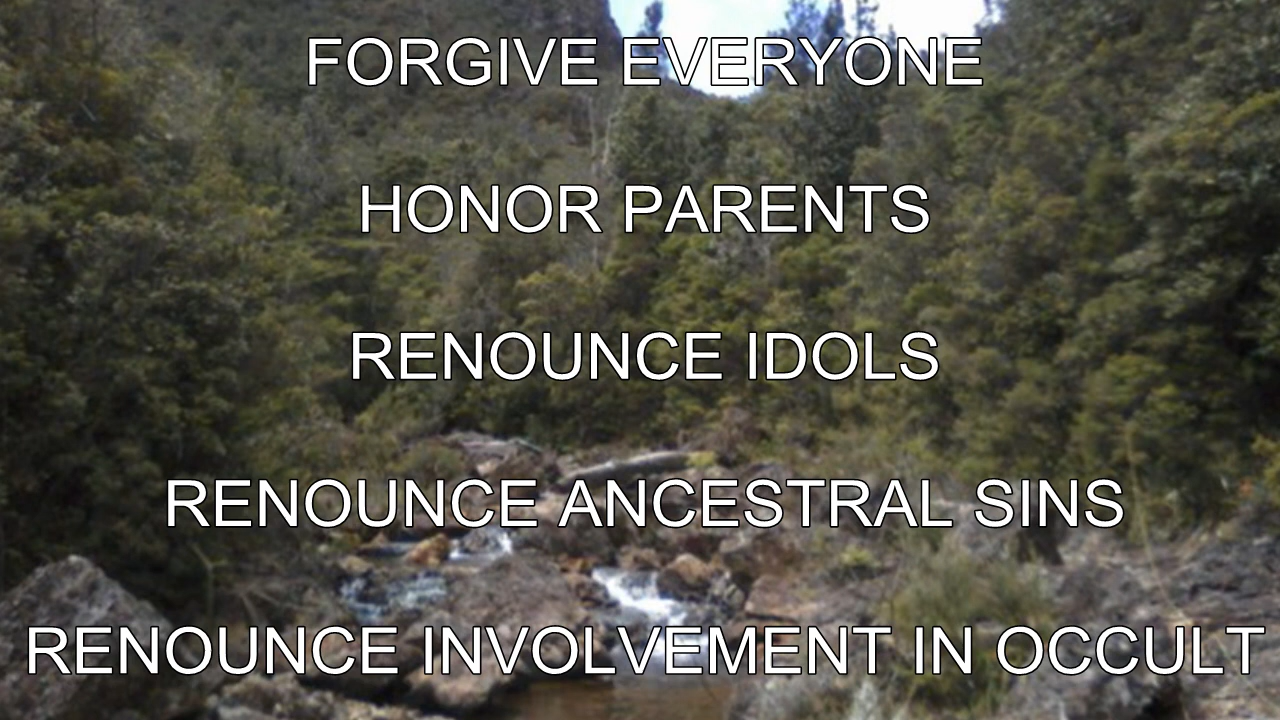 FORGIVE EVERYONE
HONOR PARENTS
RENOUNCE IDOLS
RENOUNCE ANCESTRAL SINS
RENOUNCE INVOLVEMENT IN OCCULT